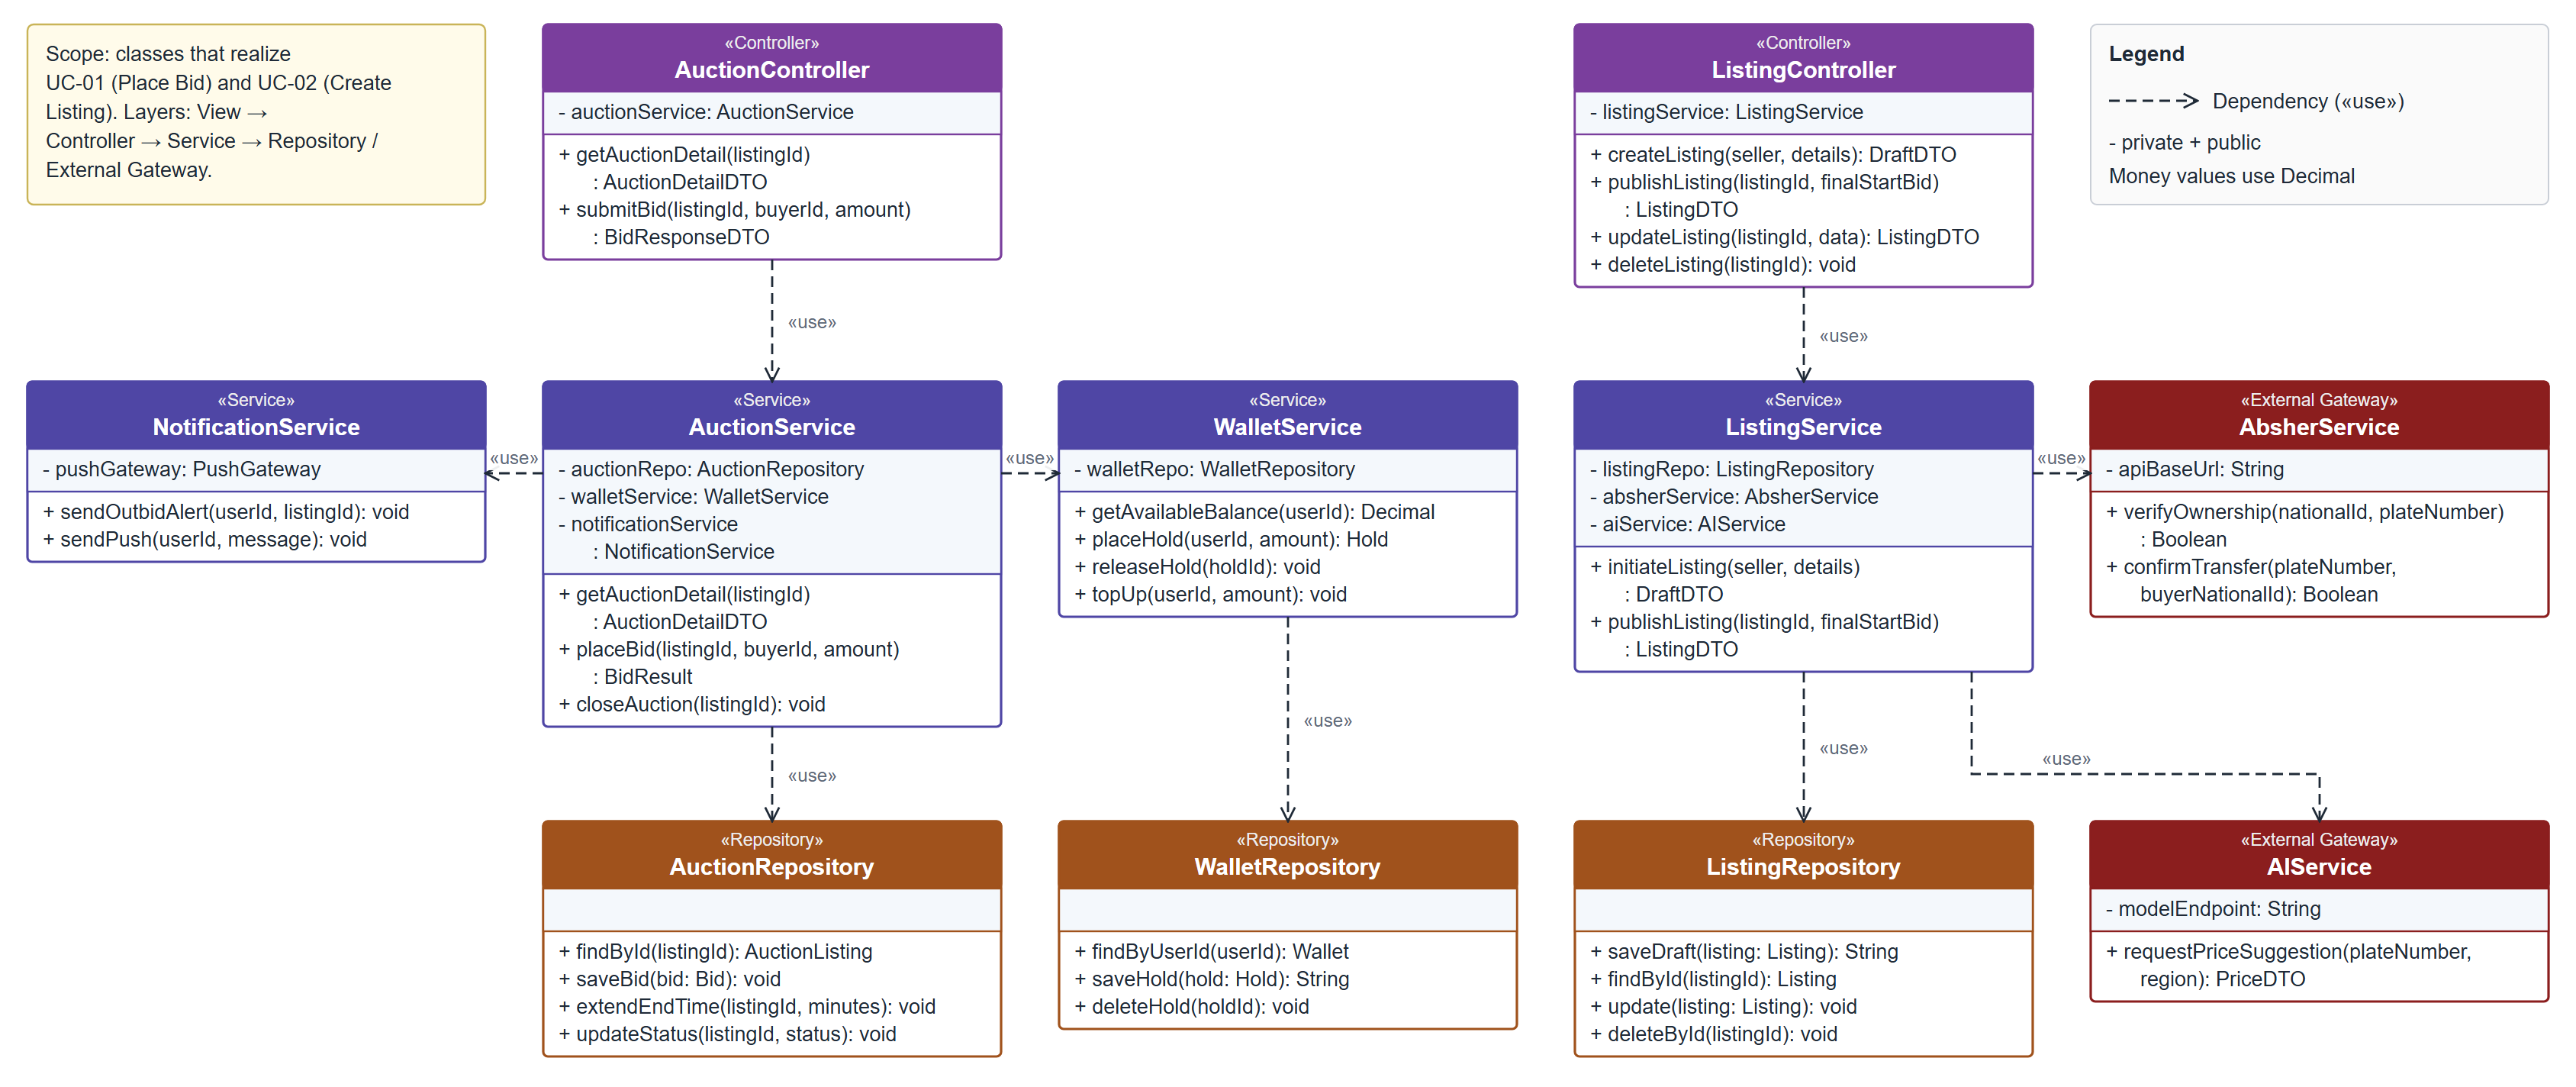 Scope: classes that realize
UC-01 (Place Bid) and UC-02 (Create
Listing). Layers: View →
Controller → Service → Repository /
External Gateway.
«Controller»
AuctionController
- auctionService: AuctionService
+ getAuctionDetail(listingId)
: AuctionDetailDTO
+ submitBid(listingId, buyerId, amount)
: BidResponseDTO
«Controller»
ListingController
- listingService: ListingService
+ createListing(seller, details): DraftDTO
+ publishListing(listingId, finalStartBid)
: ListingDTO
+ updateListing(listingId, data): ListingDTO
+ deleteListing(listingId): void
Legend
Dependency («use»)
- private + public
Money values use Decimal
«use»
«use»
«Service»
NotificationService
- pushGateway: PushGateway
+ sendOutbidAlert(userId, listingId): void
+ sendPush(userId, message): void
«use»
«Service»
AuctionService
- auctionRepo: AuctionRepository
- walletService: WalletService
- notificationService
: NotificationService
+ getAuctionDetail(listingId)
: AuctionDetailDTO
+ placeBid(listingId, buyerId, amount)
: BidResult
+ closeAuction(listingId): void
«use»
«Service»
WalletService
- walletRepo: WalletRepository
+ getAvailableBalance(userId): Decimal
+ placeHold(userId, amount): Hold
+ releaseHold(holdId): void
+ topUp(userId, amount): void
«Service»
ListingService
- listingRepo: ListingRepository
- absherService: AbsherService
- aiService: AIService
+ initiateListing(seller, details)
: DraftDTO
+ publishListing(listingId, finalStartBid)
: ListingDTO
«use»
«External Gateway»
AbsherService
- apiBaseUrl: String
+ verifyOwnership(nationalId, plateNumber)
: Boolean
+ confirmTransfer(plateNumber,
buyerNationalId): Boolean
«use»
«use»
«use»
«use»
«Repository»
AuctionRepository
+ findById(listingId): AuctionListing
+ saveBid(bid: Bid): void
+ extendEndTime(listingId, minutes): void
+ updateStatus(listingId, status): void
«Repository»
WalletRepository
+ findByUserId(userId): Wallet
+ saveHold(hold: Hold): String
+ deleteHold(holdId): void
«Repository»
ListingRepository
+ saveDraft(listing: Listing): String
+ findById(listingId): Listing
+ update(listing: Listing): void
+ deleteById(listingId): void
«External Gateway»
AIService
- modelEndpoint: String
+ requestPriceSuggestion(plateNumber,
region): PriceDTO